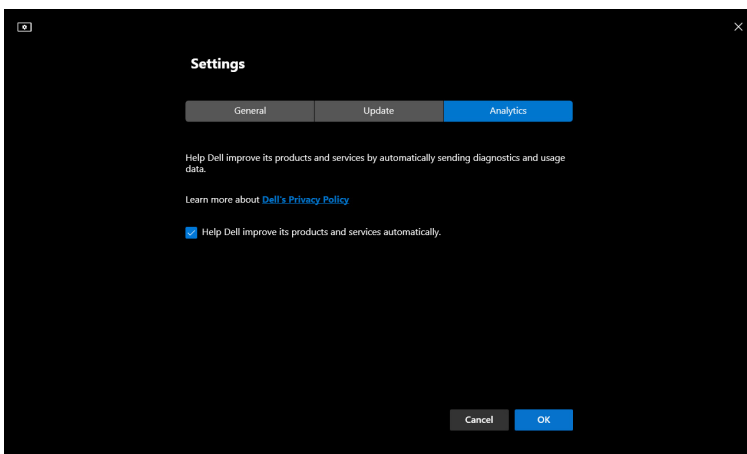 Settings
General Update Analytics
Help Dell improve its products and services by automatically sending diagnostics and usage
data.
Learn more about Dell's Privacy Policy
Help Dell improve its products and services automatically.
Cancel OK